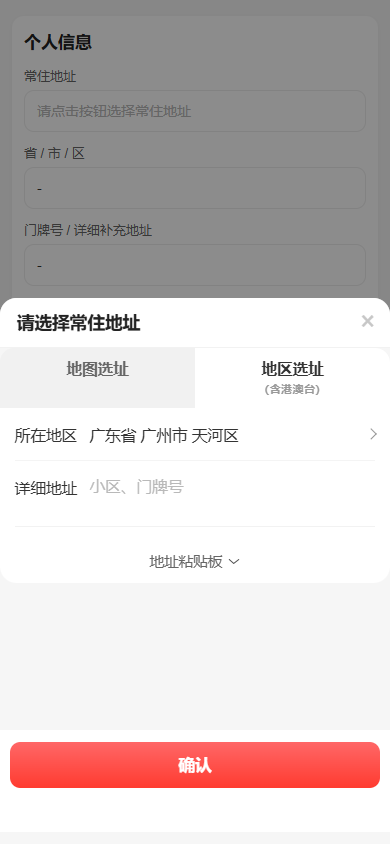 个人信息
常住地址
请点击按钮选择常住地址
省 / 市 / 区
-
门牌号 / 详细补充地址
-
请选择常住地址
×
地图选址
地区选址
(含港澳台)
所在地区 广东省 广州市 天河区
详细地址 小区、门牌号
地址粘贴板
确认